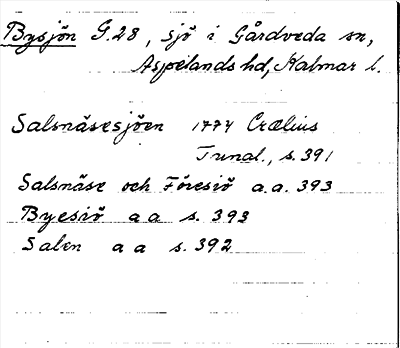 Bysjön G.28, sjö i Gårdveda sn,
Aspelands hd, Kalmar l.
Salsnäsesjöen 1774 Crælius
Tunal., s. 391
Salsnäse och Föresiö a.a. 393
Byesiö a a s. 393
Salen a a s. 392